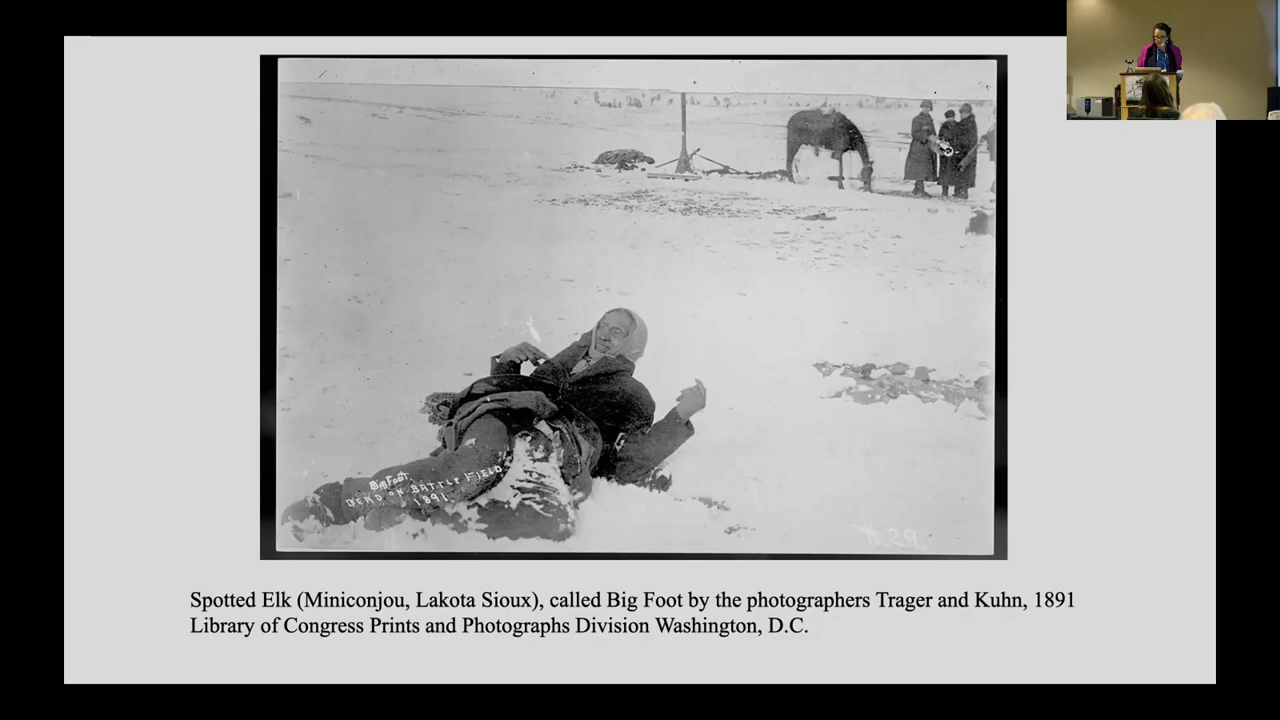 Big Foot,
DEAD ON BATTLE FIELD
1891.
Spotted Elk (Miniconjou, Lakota Sioux), called Big Foot by the photographers Trager and Kuhn, 1891
Library of Congress Prints and Photographs Division Washington, D.C.